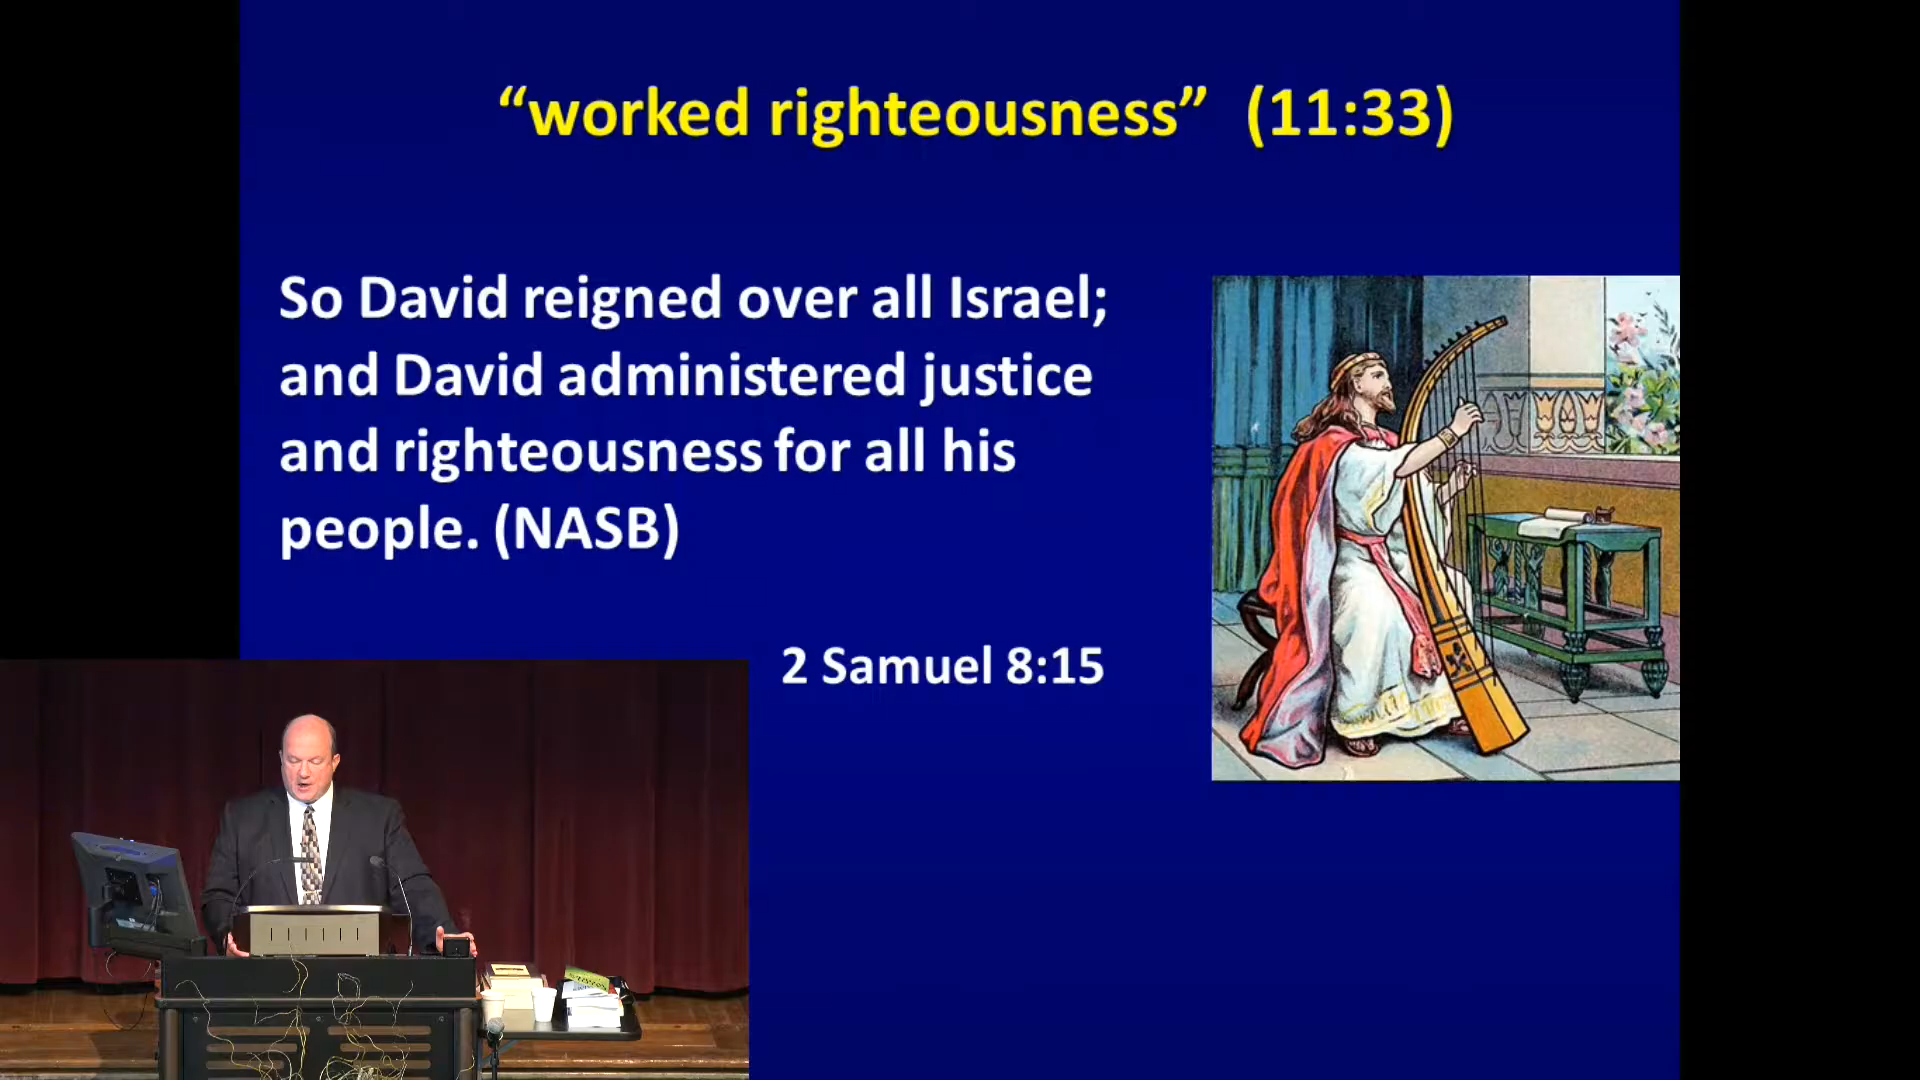 “worked righteousness” (11:33)
So David reigned over all Israel;
and David administered justice
and righteousness for all his
people. (NASB)
2 Samuel 8:15